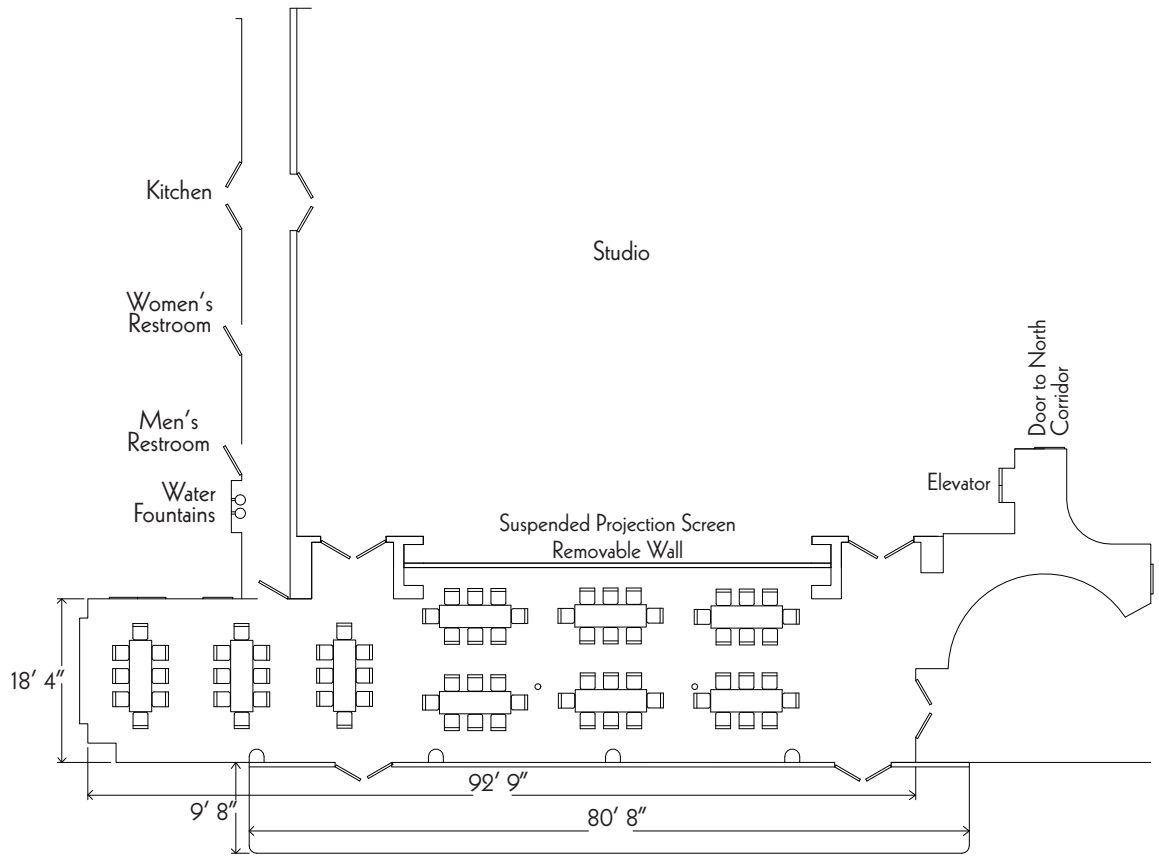 Kitchen
Studio
Women's
Restroom
Door to North
Corridor
Men's
Restroom
Elevator
Water
Fountains
Suspended Projection Screen
Removable Wall
18' 4"
92' 9"
9' 8"
80' 8"